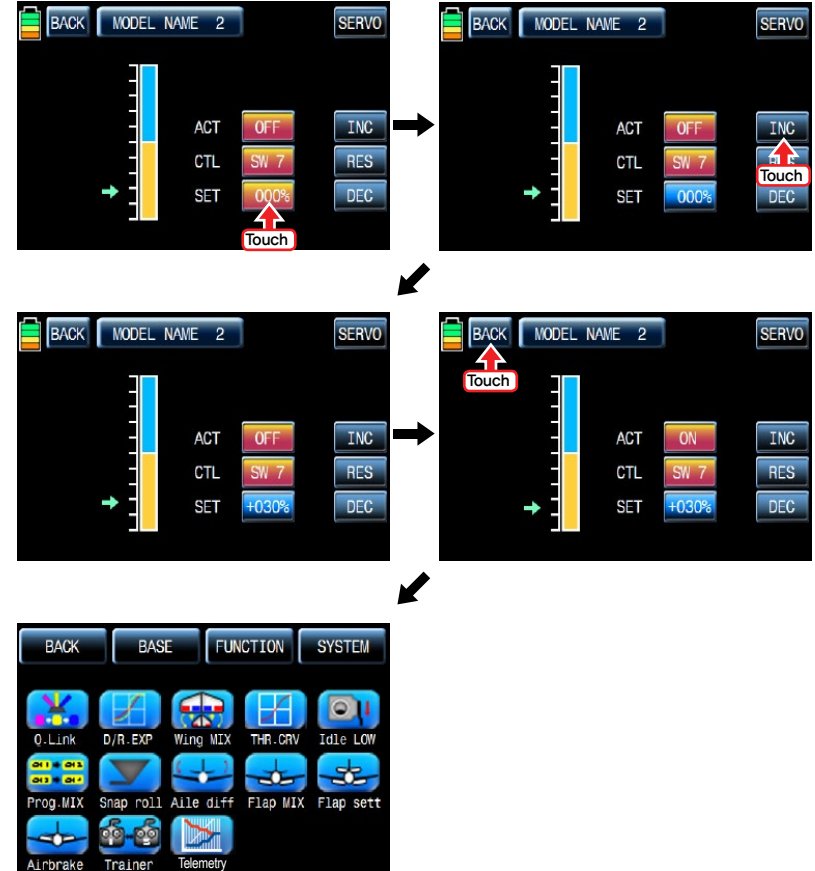 BACK MODEL NAME 2 SERVO
ACT OFF INC
CTL SW 7 RES
SET 000% DEC
Touch
BACK MODEL NAME 2 SERVO
ACT OFF INC
CTL SW 7
Touch
SET 000% DEC
BACK MODEL NAME 2 SERVO
ACT OFF INC
CTL SW 7 RES
SET +030% DEC
BACK MODEL NAME 2 SERVO
Touch
ACT ON INC
CTL SW 7 RES
SET +030% DEC
BACK BASE FUNCTION SYSTEM
Q.Link D/R.EXP Wing MIX THR.CRV Idle LOW
CH1 CH2
CH3 CH4
Prog.MIX Snap roll Aile diff Flap MIX Flap sett
Airbrake Trainer Telemetry